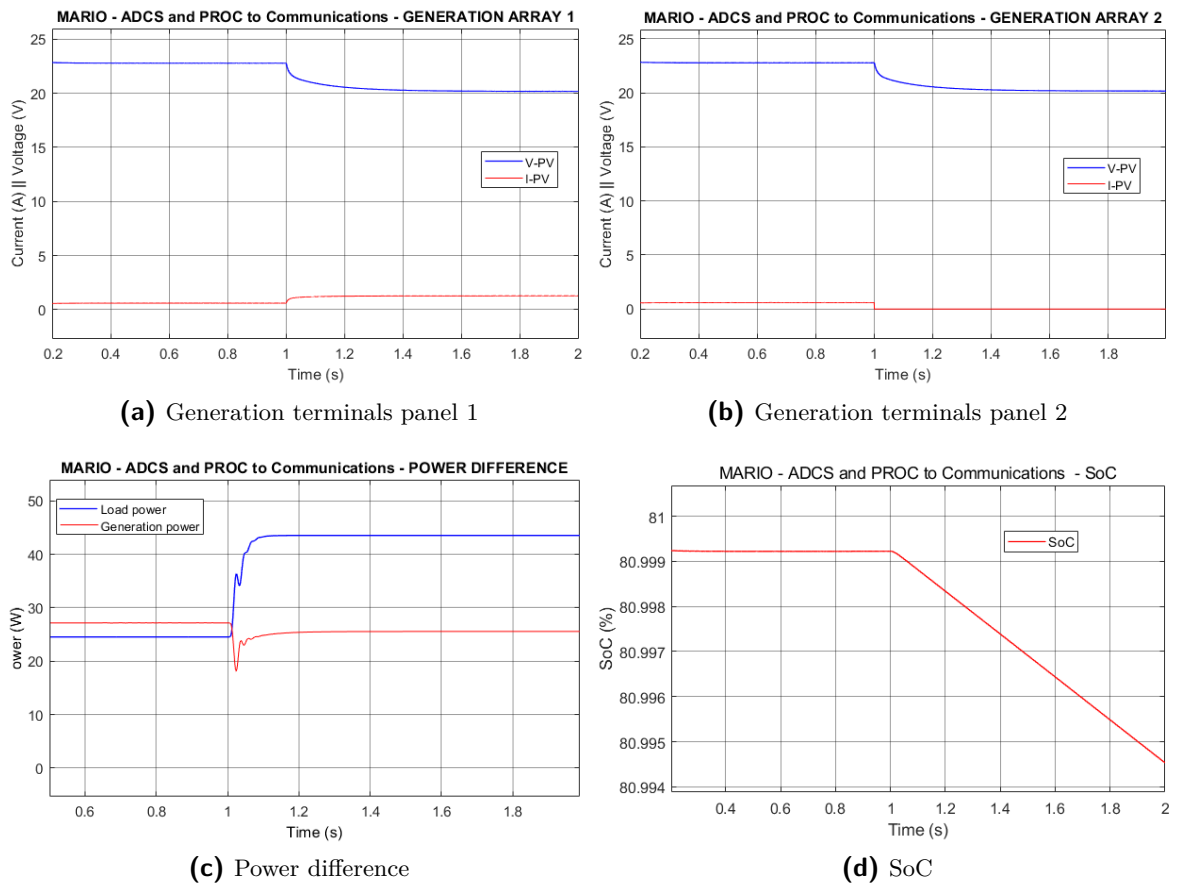 MARIO - ADCS and PROC to Communications - GENERATION ARRAY 1
25
20
15
10
5
0
Current (A) || Voltage (V)
V-PV
I-PV
0.2 0.4 0.6 0.8 1 1.2 1.4 1.6 1.8 2
Time (s)
(a) Generation terminals panel 1
MARIO - ADCS and PROC to Communications - GENERATION ARRAY 2
25
20
15
10
5
0
Current (A) || Voltage (V)
V-PV
I-PV
0.2 0.4 0.6 0.8 1 1.2 1.4 1.6 1.8
Time (s)
(b) Generation terminals panel 2
MARIO - ADCS and PROC to Communications - POWER DIFFERENCE
50
40
30
20
10
0
ower (W)
Load power
Generation power
0.6 0.8 1 1.2 1.4 1.6 1.8
Time (s)
(c) Power difference
MARIO - ADCS and PROC to Communications - SoC
81
80.999
80.998
80.997
80.996
80.995
80.994
SoC (%)
SoC
0.4 0.6 0.8 1 1.2 1.4 1.6 1.8 2
Time (s)
(d) SoC